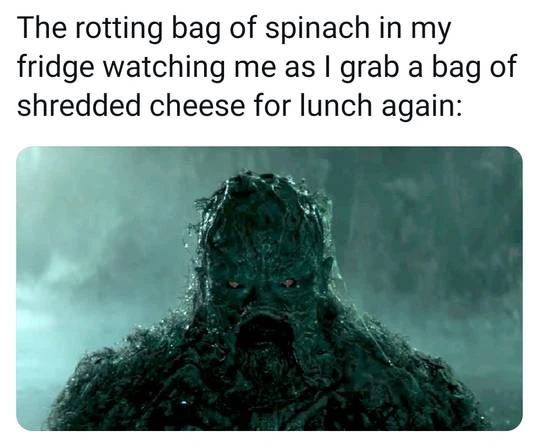 The rotting bag of spinach in my
fridge watching me as I grab a bag of
shredded cheese for lunch again: